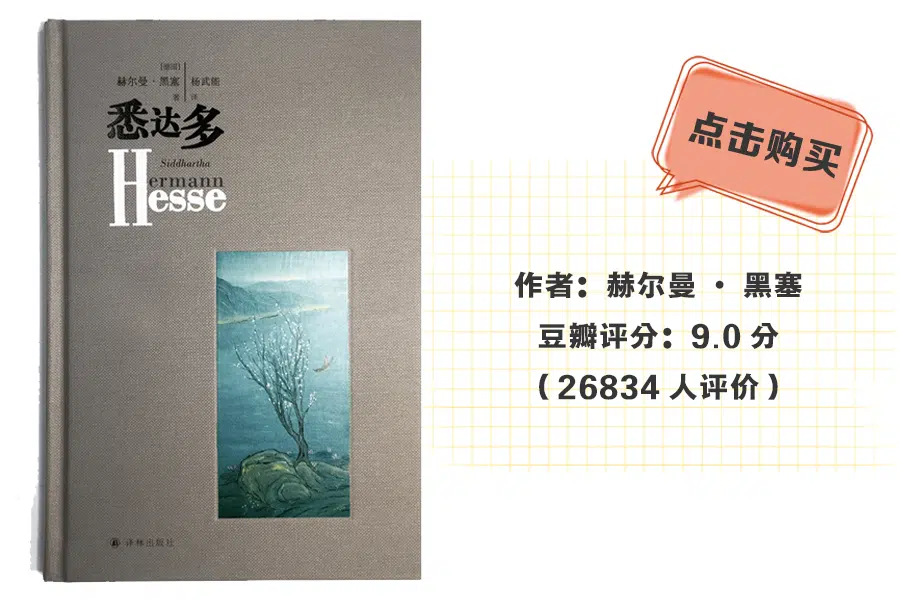 [德国]
赫尔曼·黑塞 杨武能
著 译
悉达多
Siddhartha
Hermann
Hesse
译林出版社
点击购买
作者：赫尔曼 · 黑塞
豆瓣评分：9.0 分
（26834 人评价）